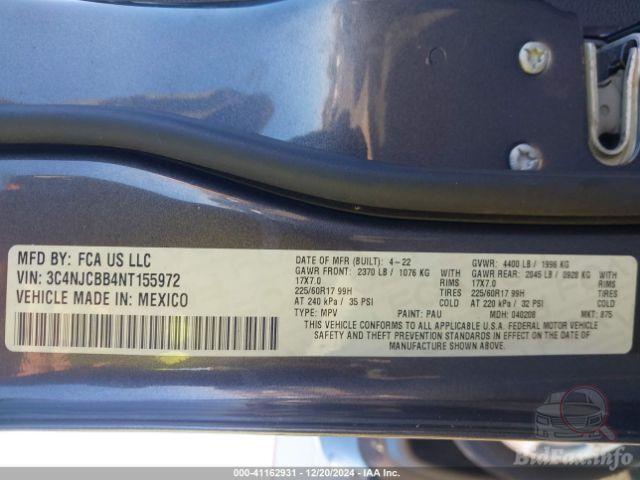 MFD BY: FCA US LLC
VIN: 3C4NJCBB4NT155972
VEHICLE MADE IN: MEXICO
DATE OF MFR (BUILT): 4-22 GVWR: 4400 LB / 1996 KG
GAWR FRONT: 2370 LB / 1076 KG WITH GAWR REAR: 2045 LB / 0928 KG WITH
17X7.0 RIMS 17X7.0 RIMS
225/60R17 99H TIRES 225/60R17 99H TIRES
AT 240 kPa / 35 PSI COLD AT 220 kPa / 32 PSI COLD
TYPE: MPV PAINT: PAU MDH: 040208 MKT: 875
THIS VEHICLE CONFORMS TO ALL APPLICABLE U.S.A. FEDERAL MOTOR VEHICLE
SAFETY AND THEFT PREVENTION STANDARDS IN EFFECT ON THE DATE OF
MANUFACTURE SHOWN ABOVE.
BidFax.info
000-41162931 - 12/20/2024 - IAA Inc.